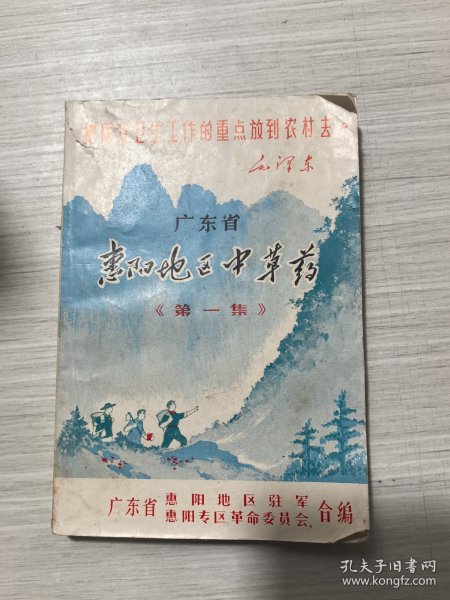 把医疗卫生工作的重点放到农村去。
毛泽东
广东省
惠阳地区中草药
《第一集》
广东省 惠阳地区驻军
惠阳专区革命委员会 合编
孔夫子旧书网
www.kongfz.com